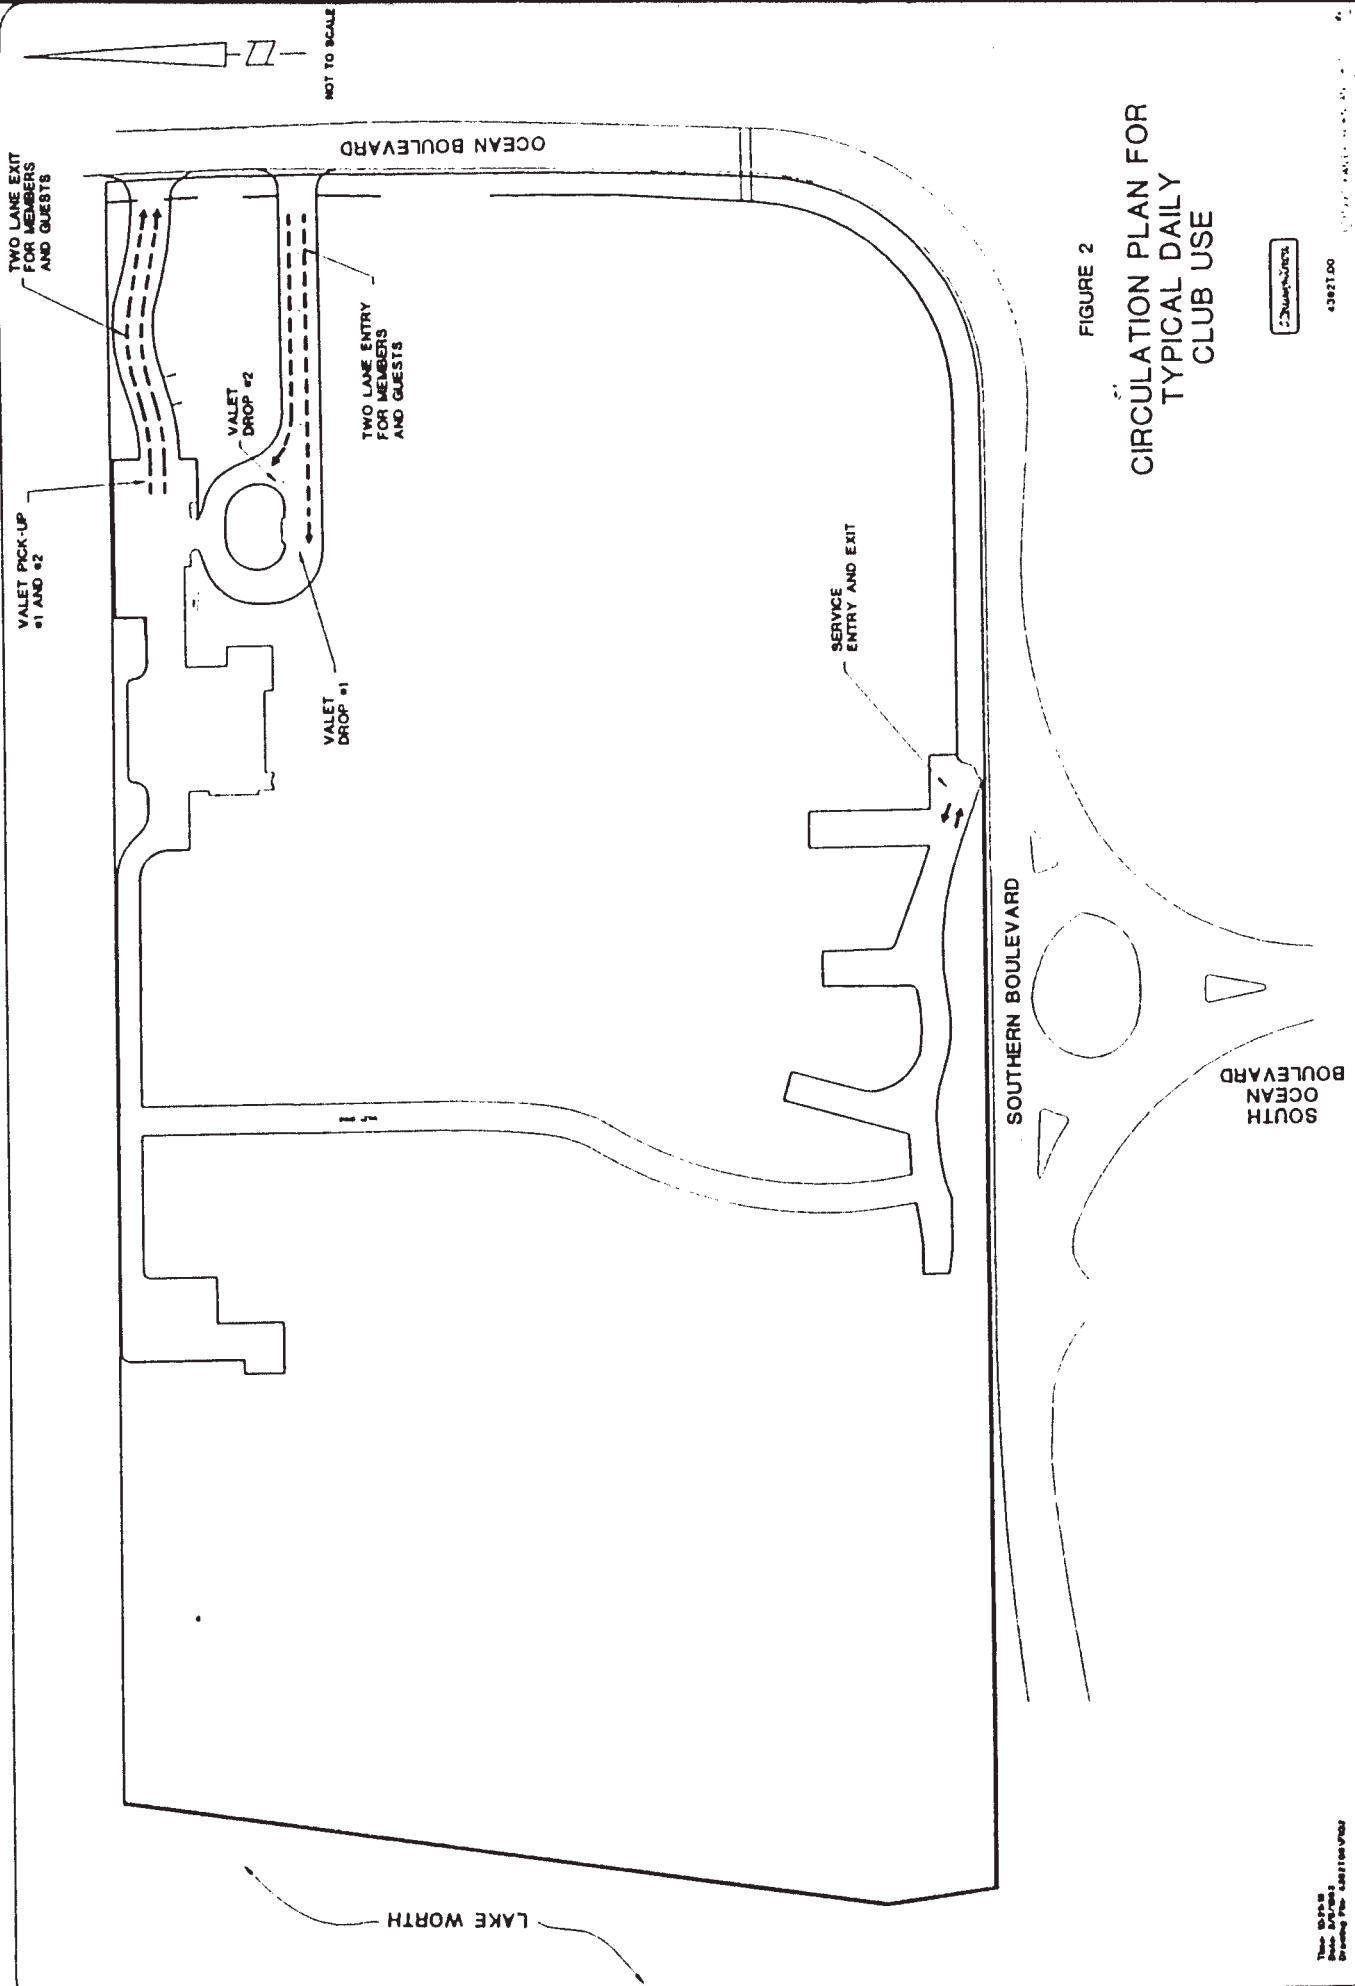 NOT TO SCALE
TWO LANE EXIT
FOR MEMBERS
AND GUESTS
OCEAN BOULEVARD
VALET PICK-UP
#1 AND #2
VALET
DROP #2
TWO LANE ENTRY
FOR MEMBERS
AND GUESTS
VALET
DROP #1
SERVICE
ENTRY AND EXIT
SOUTHERN BOULEVARD
SOUTH
OCEAN
BOULEVARD
LAKE WORTH
FIGURE 2
CIRCULATION PLAN FOR
TYPICAL DAILY
CLUB USE
4382T.00